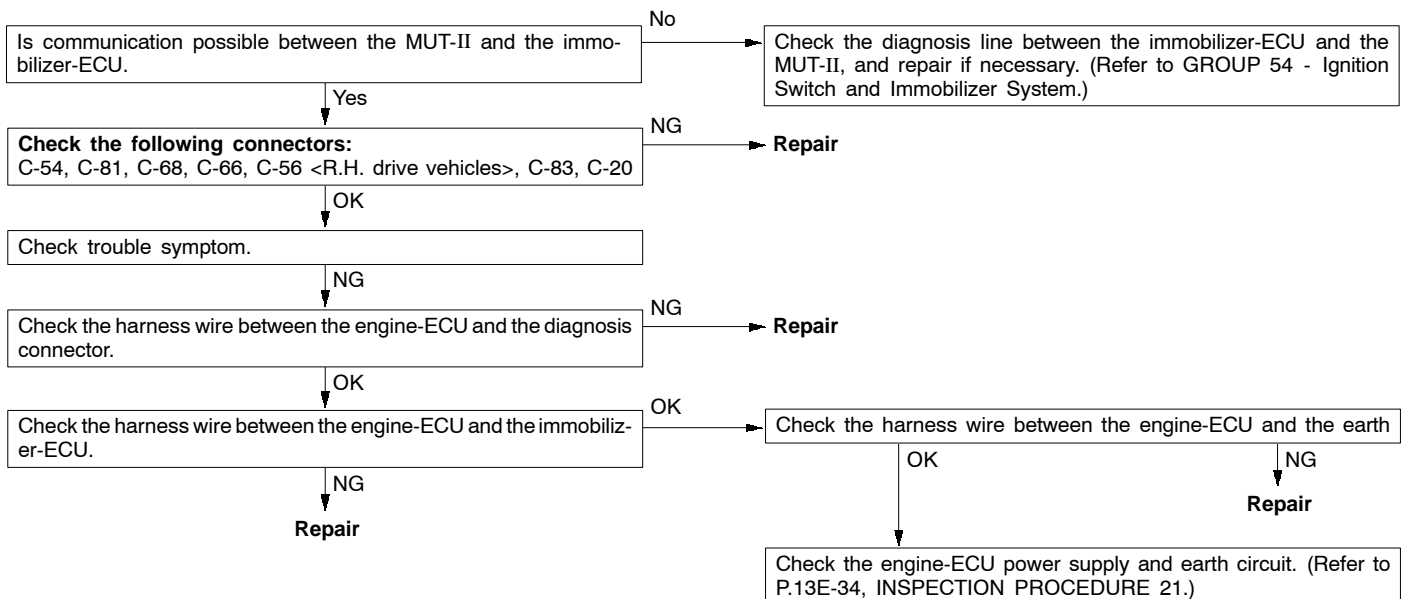 No
Is communication possible between the MUT-II and the immo-
bilizer-ECU.
Check the diagnosis line between the immobilizer-ECU and the
MUT-II, and repair if necessary. (Refer to GROUP 54 - Ignition
Switch and Immobilizer System.)
Yes
Check the following connectors:
C-54, C-81, C-68, C-66, C-56 <R.H. drive vehicles>, C-83, C-20
NG
Repair
OK
Check trouble symptom.
NG
Check the harness wire between the engine-ECU and the diagnosis
connector.
NG
Repair
OK
Check the harness wire between the engine-ECU and the immobiliz-
er-ECU.
OK
Check the harness wire between the engine-ECU and the earth
NG
Repair
OK
NG
Repair
Check the engine-ECU power supply and earth circuit. (Refer to
P.13E-34, INSPECTION PROCEDURE 21.)